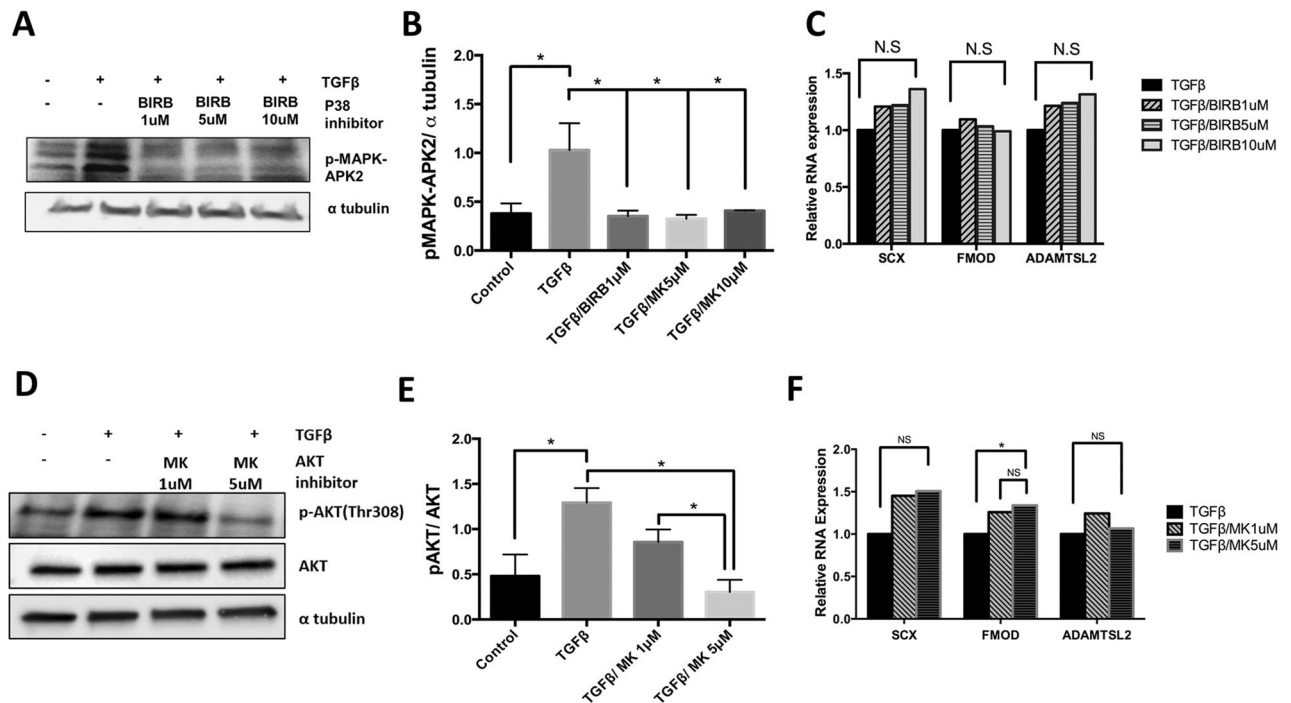 A
- + + + + TGFβ
- - BIRB BIRB BIRB P38
1uM 5uM 10uM inhibitor
p-MAPK-
APK2
α tubulin
B
pMAPK-APK2/ α tubulin
2.0
1.5
1.0
0.5
0.0
* * * *
Control
TGFβ
TGFβ/BIRB1µM
TGFβ/MK5µM
TGFβ/MK10µM
C
Relative RNA expression
1.5
1.0
0.5
0.0
N.S N.S N.S
SCX FMOD ADAMTSL2
TGFβ
TGFβ/BIRB1uM
TGFβ/BIRB5uM
TGFβ/BIRB10uM
D
- + + + TGFβ
- - MK MK AKT
1uM 5uM inhibitor
p-AKT(Thr308)
AKT
α tubulin
E
pAKT/ AKT
2.0
1.5
1.0
0.5
0.0
* * *
Control
TGFβ
TGFβ/ MK 1µM
TGFβ/ MK 5µM
F
Relative RNA Expression
2.0
1.5
1.0
0.5
0.0
NS * NS NS
SCX FMOD ADAMTSL2
TGFβ
TGFβ/MK1uM
TGFβ/MK5uM